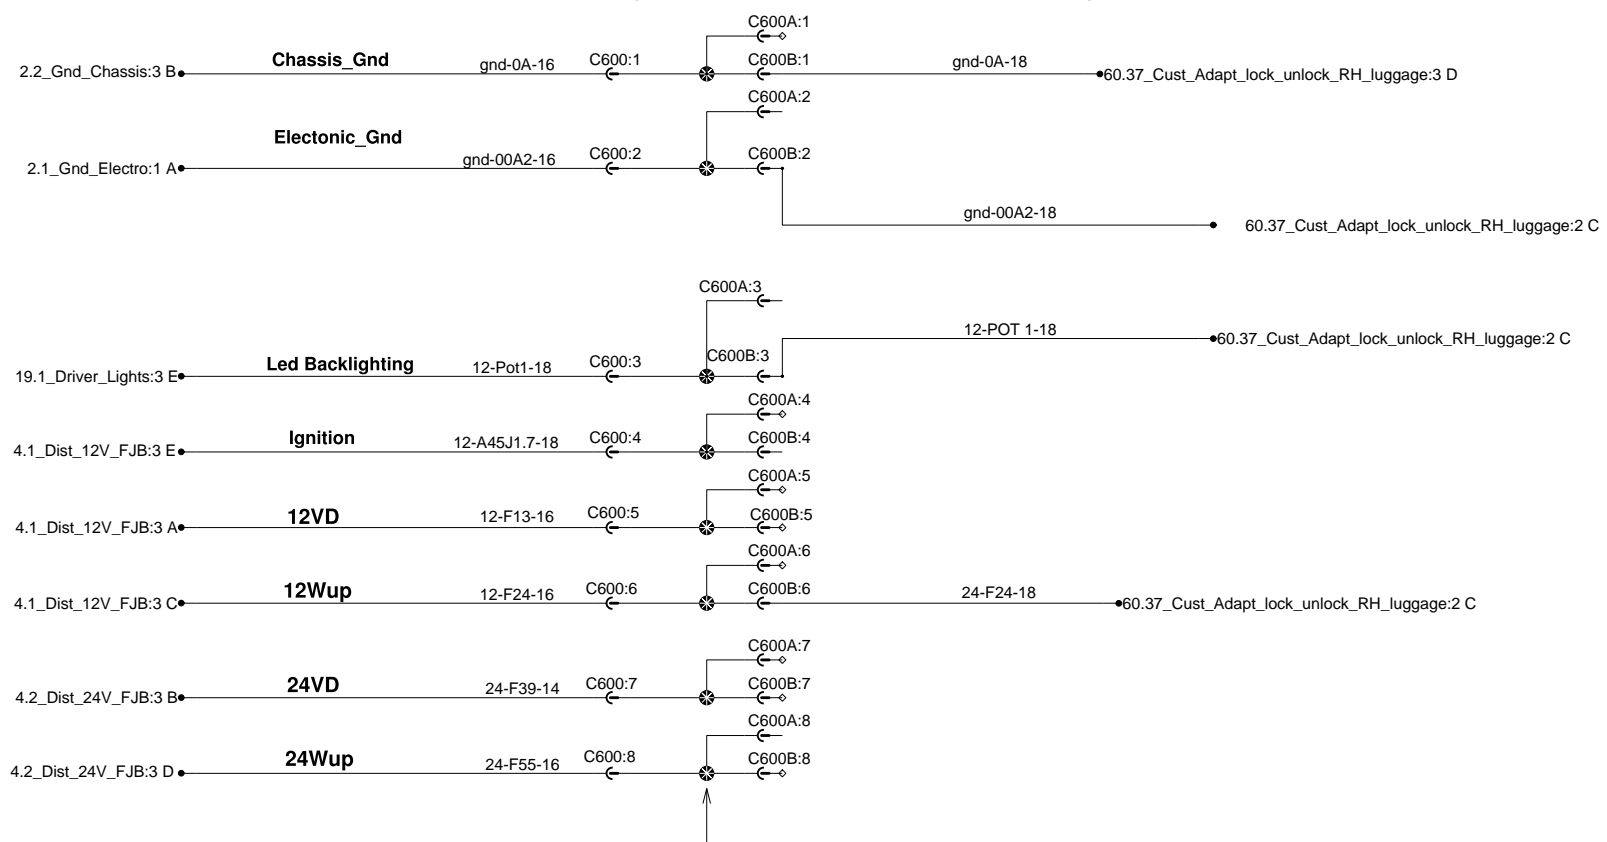 C600A:1
2.2_Gnd_Chassis:3 B Chassis_Gnd gnd-0A-16 C600:1 C600B:1 gnd-0A-18 60.37_Cust_Adapt_lock_unlock_RH_luggage:3 D
C600A:2
Electonic_Gnd
2.1_Gnd_Electro:1 A gnd-00A2-16 C600:2 C600B:2
gnd-00A2-18 60.37_Cust_Adapt_lock_unlock_RH_luggage:2 C
C600A:3
12-POT 1-18 60.37_Cust_Adapt_lock_unlock_RH_luggage:2 C
19.1_Driver_Lights:3 E Led Backlighting 12-Pot1-18 C600:3 C600B:3
C600A:4
4.1_Dist_12V_FJB:3 E Ignition 12-A45J1.7-18 C600:4 C600B:4
C600A:5
4.1_Dist_12V_FJB:3 A 12VD 12-F13-16 C600:5 C600B:5
C600A:6
4.1_Dist_12V_FJB:3 C 12Wup 12-F24-16 C600:6 C600B:6 24-F24-18 60.37_Cust_Adapt_lock_unlock_RH_luggage:2 C
C600A:7
4.2_Dist_24V_FJB:3 B 24VD 24-F39-14 C600:7 C600B:7
C600A:8
4.2_Dist_24V_FJB:3 D 24Wup 24-F55-16 C600:8 C600B:8